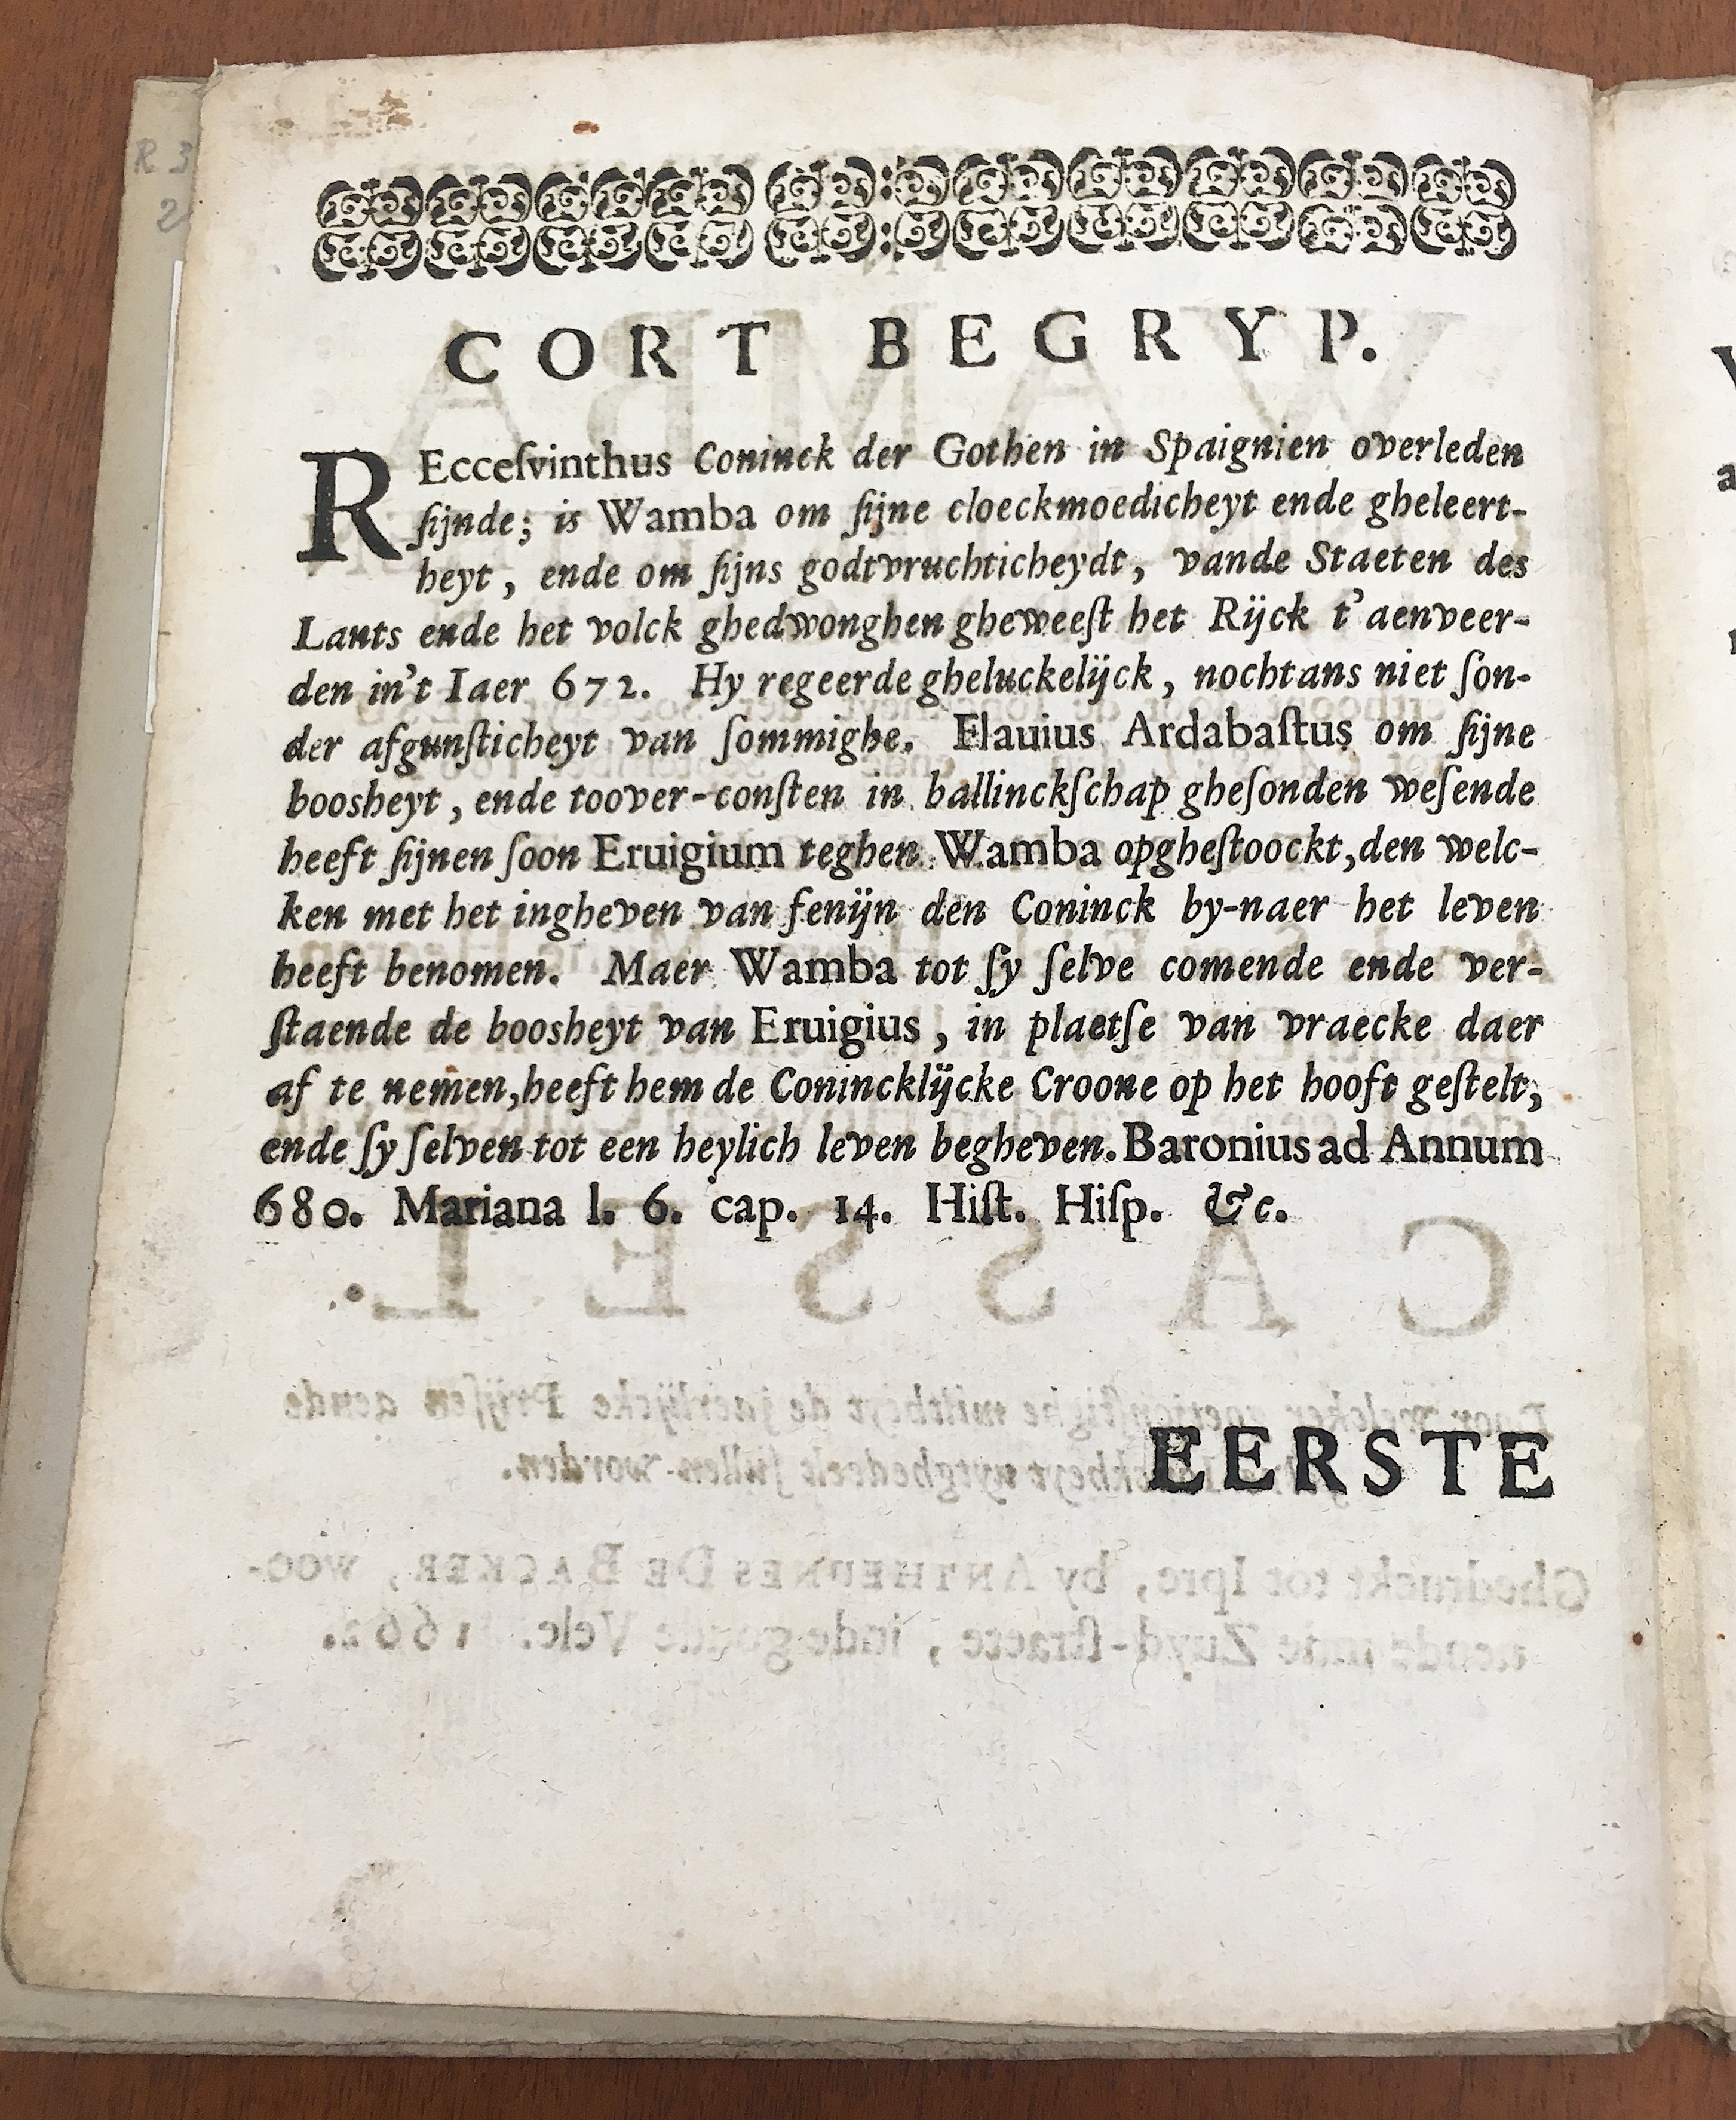 CORT BEGRYP.
REcceſvinthus Coninck der Gothen in Spaignien overleden
ſijnde; is Wamba om ſijne cloeckmoedicheyt ende gheleert-
heyt, ende om ſijns godtvruchticheydt, vande Staeten des
Lants ende het volck ghedwonghen gheweeſt het Rijck t'aenveer-
den in't Iaer 672. Hy regeerde gheluckelijck, nochtans niet ſon-
der afgunſticheyt van ſommighe. Flauius Ardabaſtus om ſijne
boosheyt, ende toover-conſten in ballinckſchap gheſonden weſende
heeft ſijnen ſoon Eruigium teghen Wamba opgheſtoockt, den welc-
ken met het ingheven van fenijn den Coninck by-naer het leven
heeft benomen. Maer Wamba tot ſy ſelve comende ende ver-
ſtaende de boosheyt van Eruigius, in plaetſe van vraecke daer
af te nemen, heeft hem de Conincklijcke Croone op het hooft geſtelt;
ende ſy ſelven tot een heylich leven begheven. Baronius ad Annum
680. Mariana l. 6. cap. 14. Hiſt. Hiſp. &c.
EERSTE